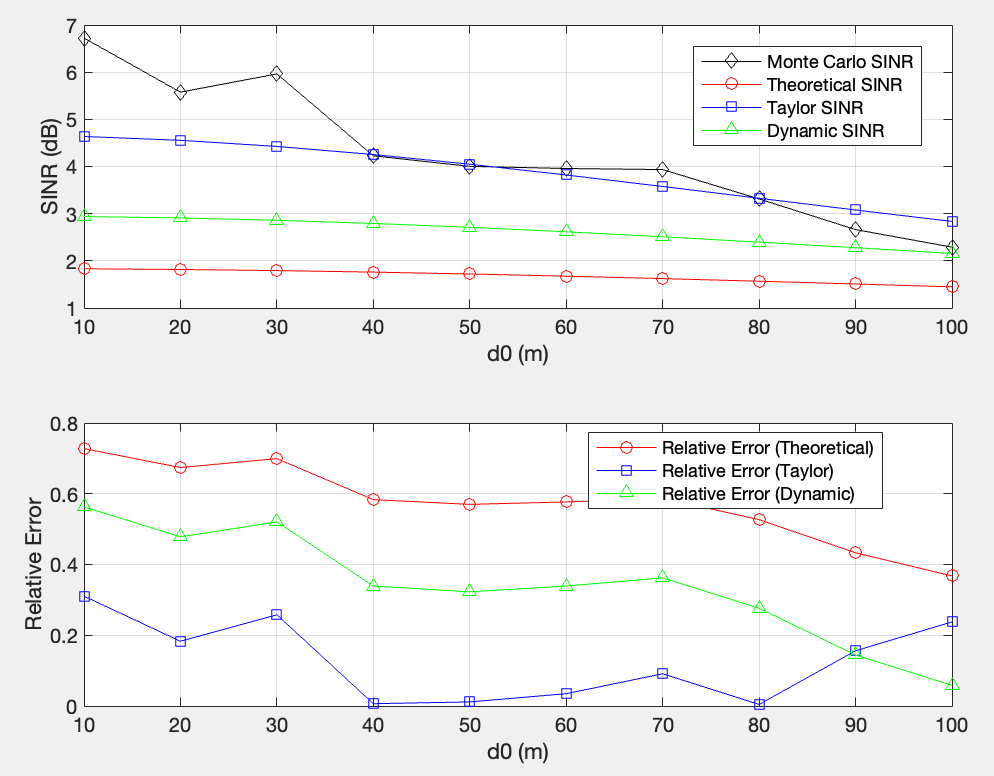 7
6
5
4
3
2
1
SINR (dB)
Monte Carlo SINR
Theoretical SINR
Taylor SINR
Dynamic SINR
10 20 30 40 50 60 70 80 90 100
d0 (m)
0.8
0.6
0.4
0.2
0
Relative Error
Relative Error (Theoretical)
Relative Error (Taylor)
Relative Error (Dynamic)
10 20 30 40 50 60 70 80 90 100
d0 (m)